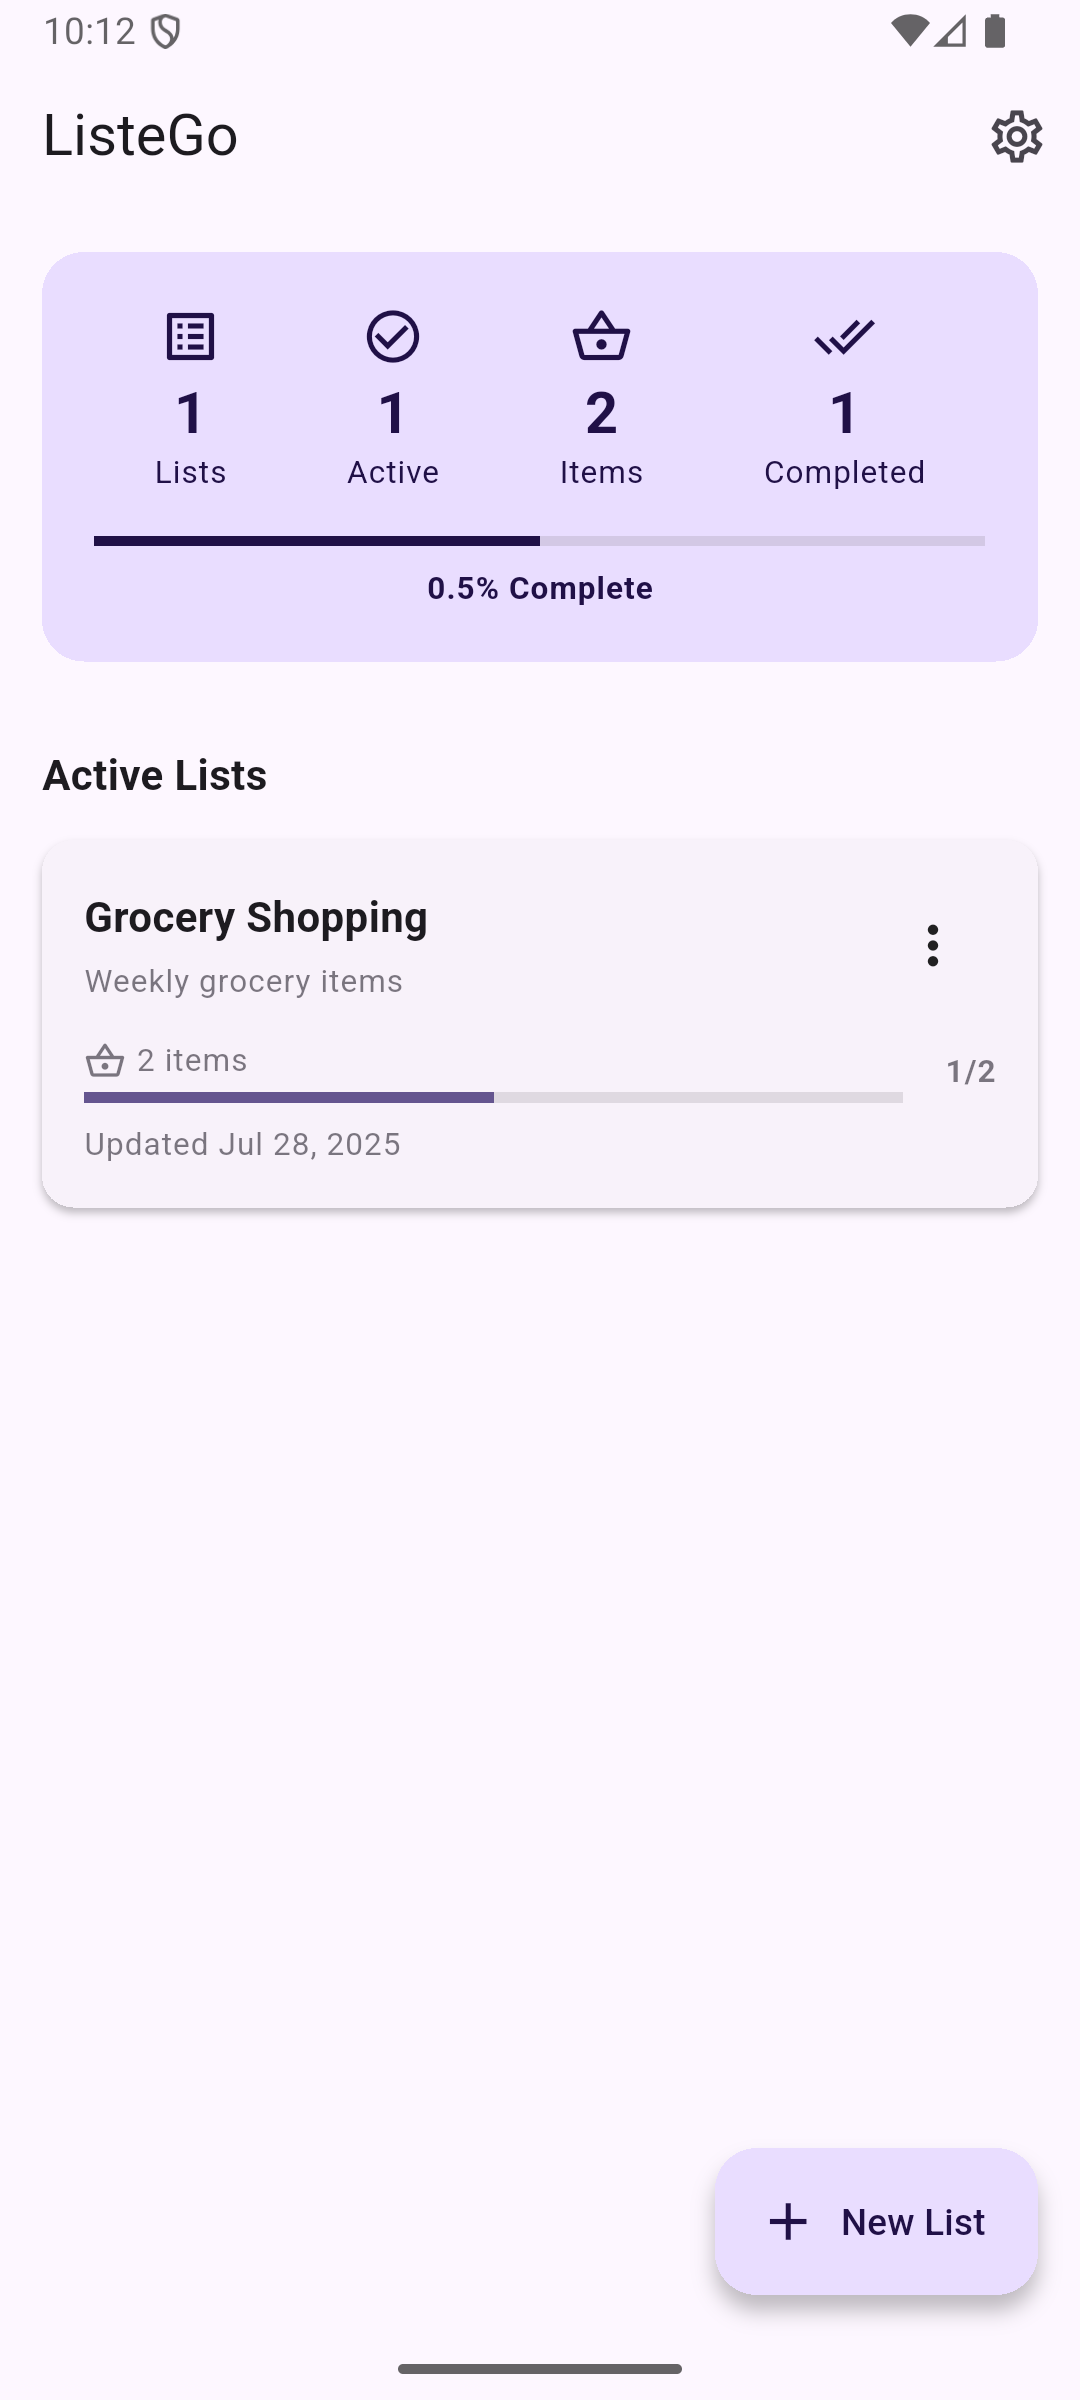 10:12
ListeGo
1 1 2 1
Lists Active Items Completed
0.5% Complete
Active Lists
Grocery Shopping
Weekly grocery items
2 items
1/2
Updated Jul 28, 2025
New List